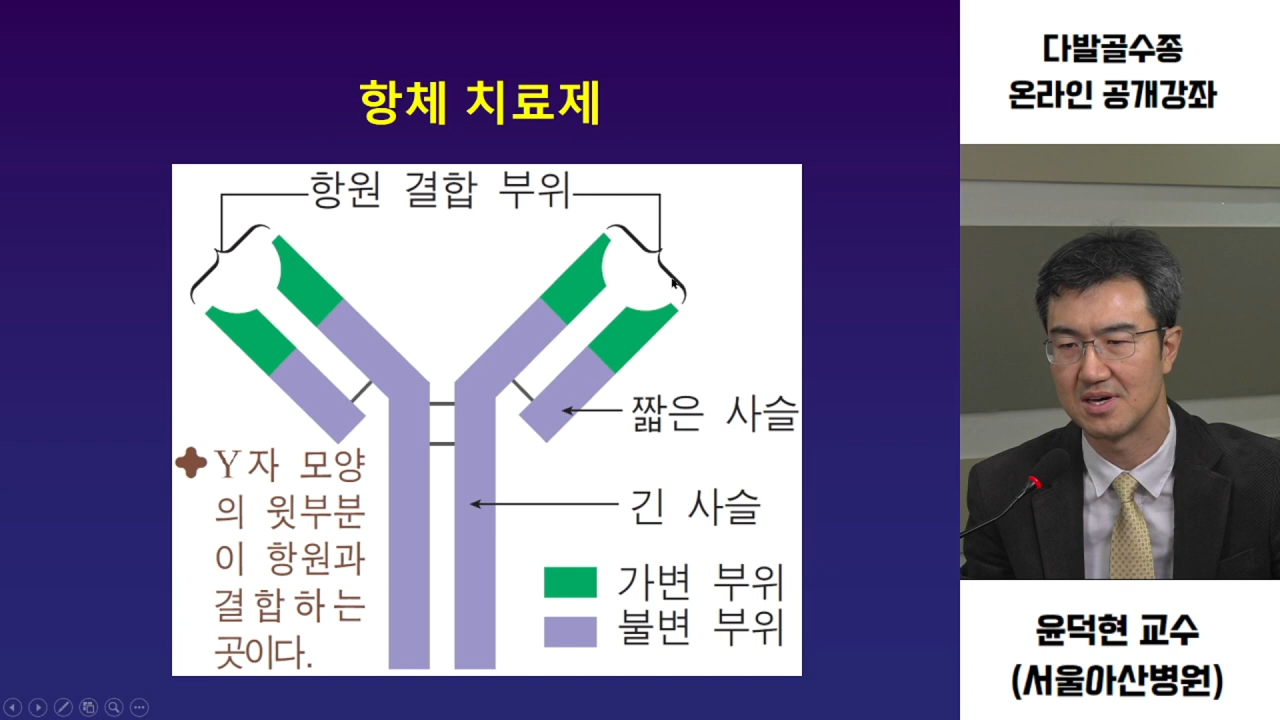 항체 치료제
항원 결합 부위
짧은 사슬
긴 사슬
Y자 모양
의 윗부분
이 항원과
결합하는
곳이다.
가변 부위
불변 부위
다발골수종
온라인 공개강좌
윤덕현 교수
(서울아산병원)